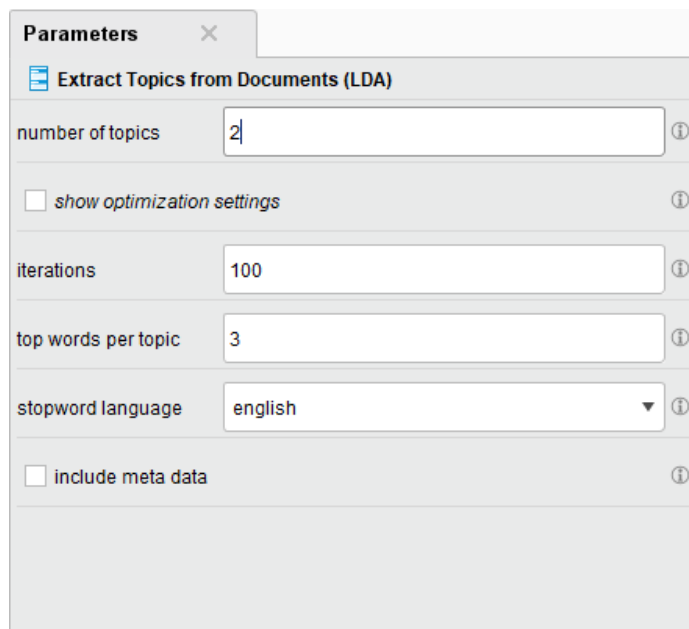 Parameters
Extract Topics from Documents (LDA)
number of topics 2
show optimization settings
iterations 100
top words per topic 3
stopword language english
include meta data